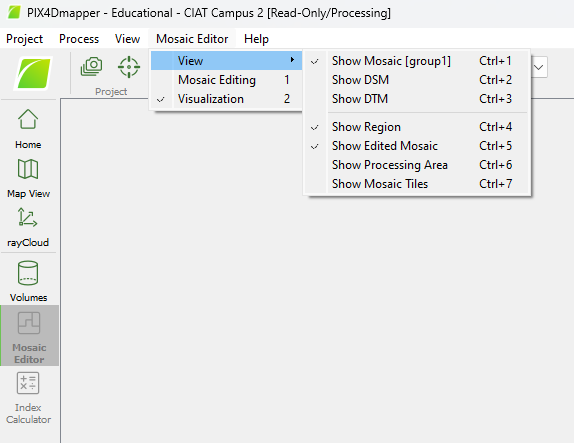 PIX4Dmapper - Educational - CIAT Campus 2 [Read-Only/Processing]
Project Process View Mosaic Editor Help
View
Mosaic Editing 1
Visualization 2
Show Mosaic [group1] Ctrl+1
Show DSM Ctrl+2
Show DTM Ctrl+3
Show Region Ctrl+4
Show Edited Mosaic Ctrl+5
Show Processing Area Ctrl+6
Show Mosaic Tiles Ctrl+7
Project
Home
Map View
rayCloud
Volumes
Mosaic
Editor
Index
Calculator